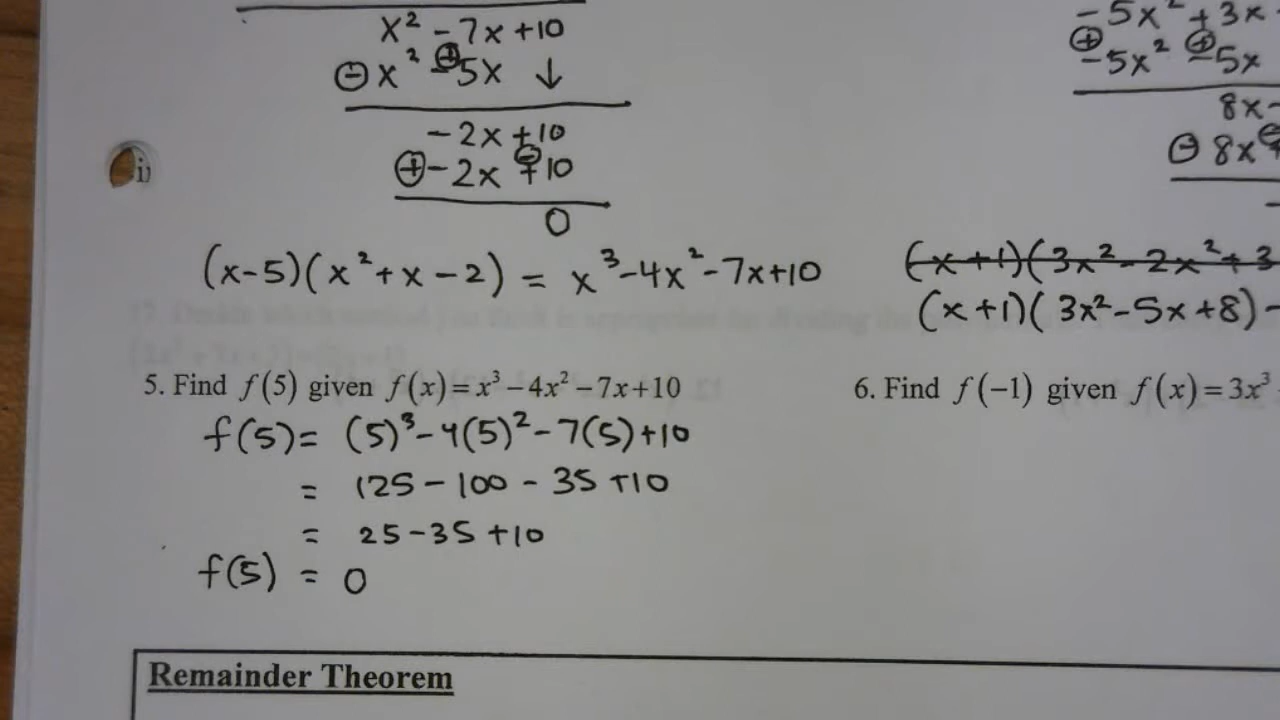 x² - 7x +10
⊖ x² - ⊕ 5x ↓
-2x +10
⊕ -2x + ⊖ 10
0
(x-5)(x²+x-2) = x³-4x²-7x+10
5. Find f(5) given f(x)=x³-4x²-7x+10
f(5)= (5)³-4(5)²-7(5)+10
= 125-100-35+10
= 25-35+10
f(5) = 0
-5x²+3x
⊕ -5x² ⊕ -5x
8x-
⊖ 8x
(x+1)(3x²-2x²+3
(x+1)(3x²-5x+8)-
6. Find f(-1) given f(x)=3x³
Remainder Theorem